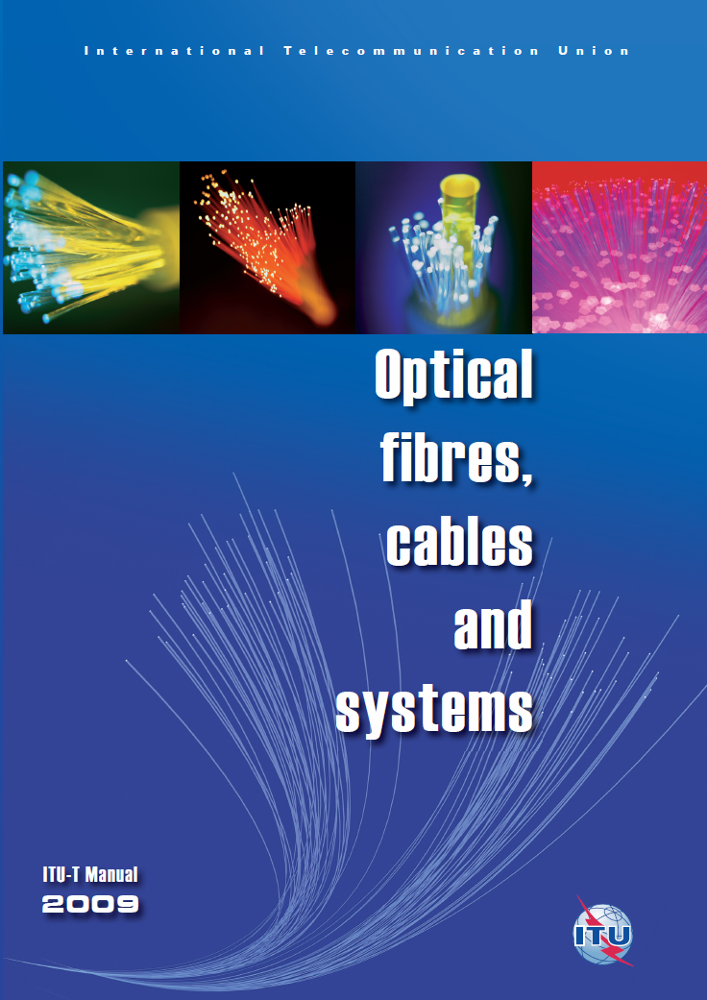 International Telecommunication Union
Optical
fibres,
cables
and
systems
ITU-T Manual
2009
ITU